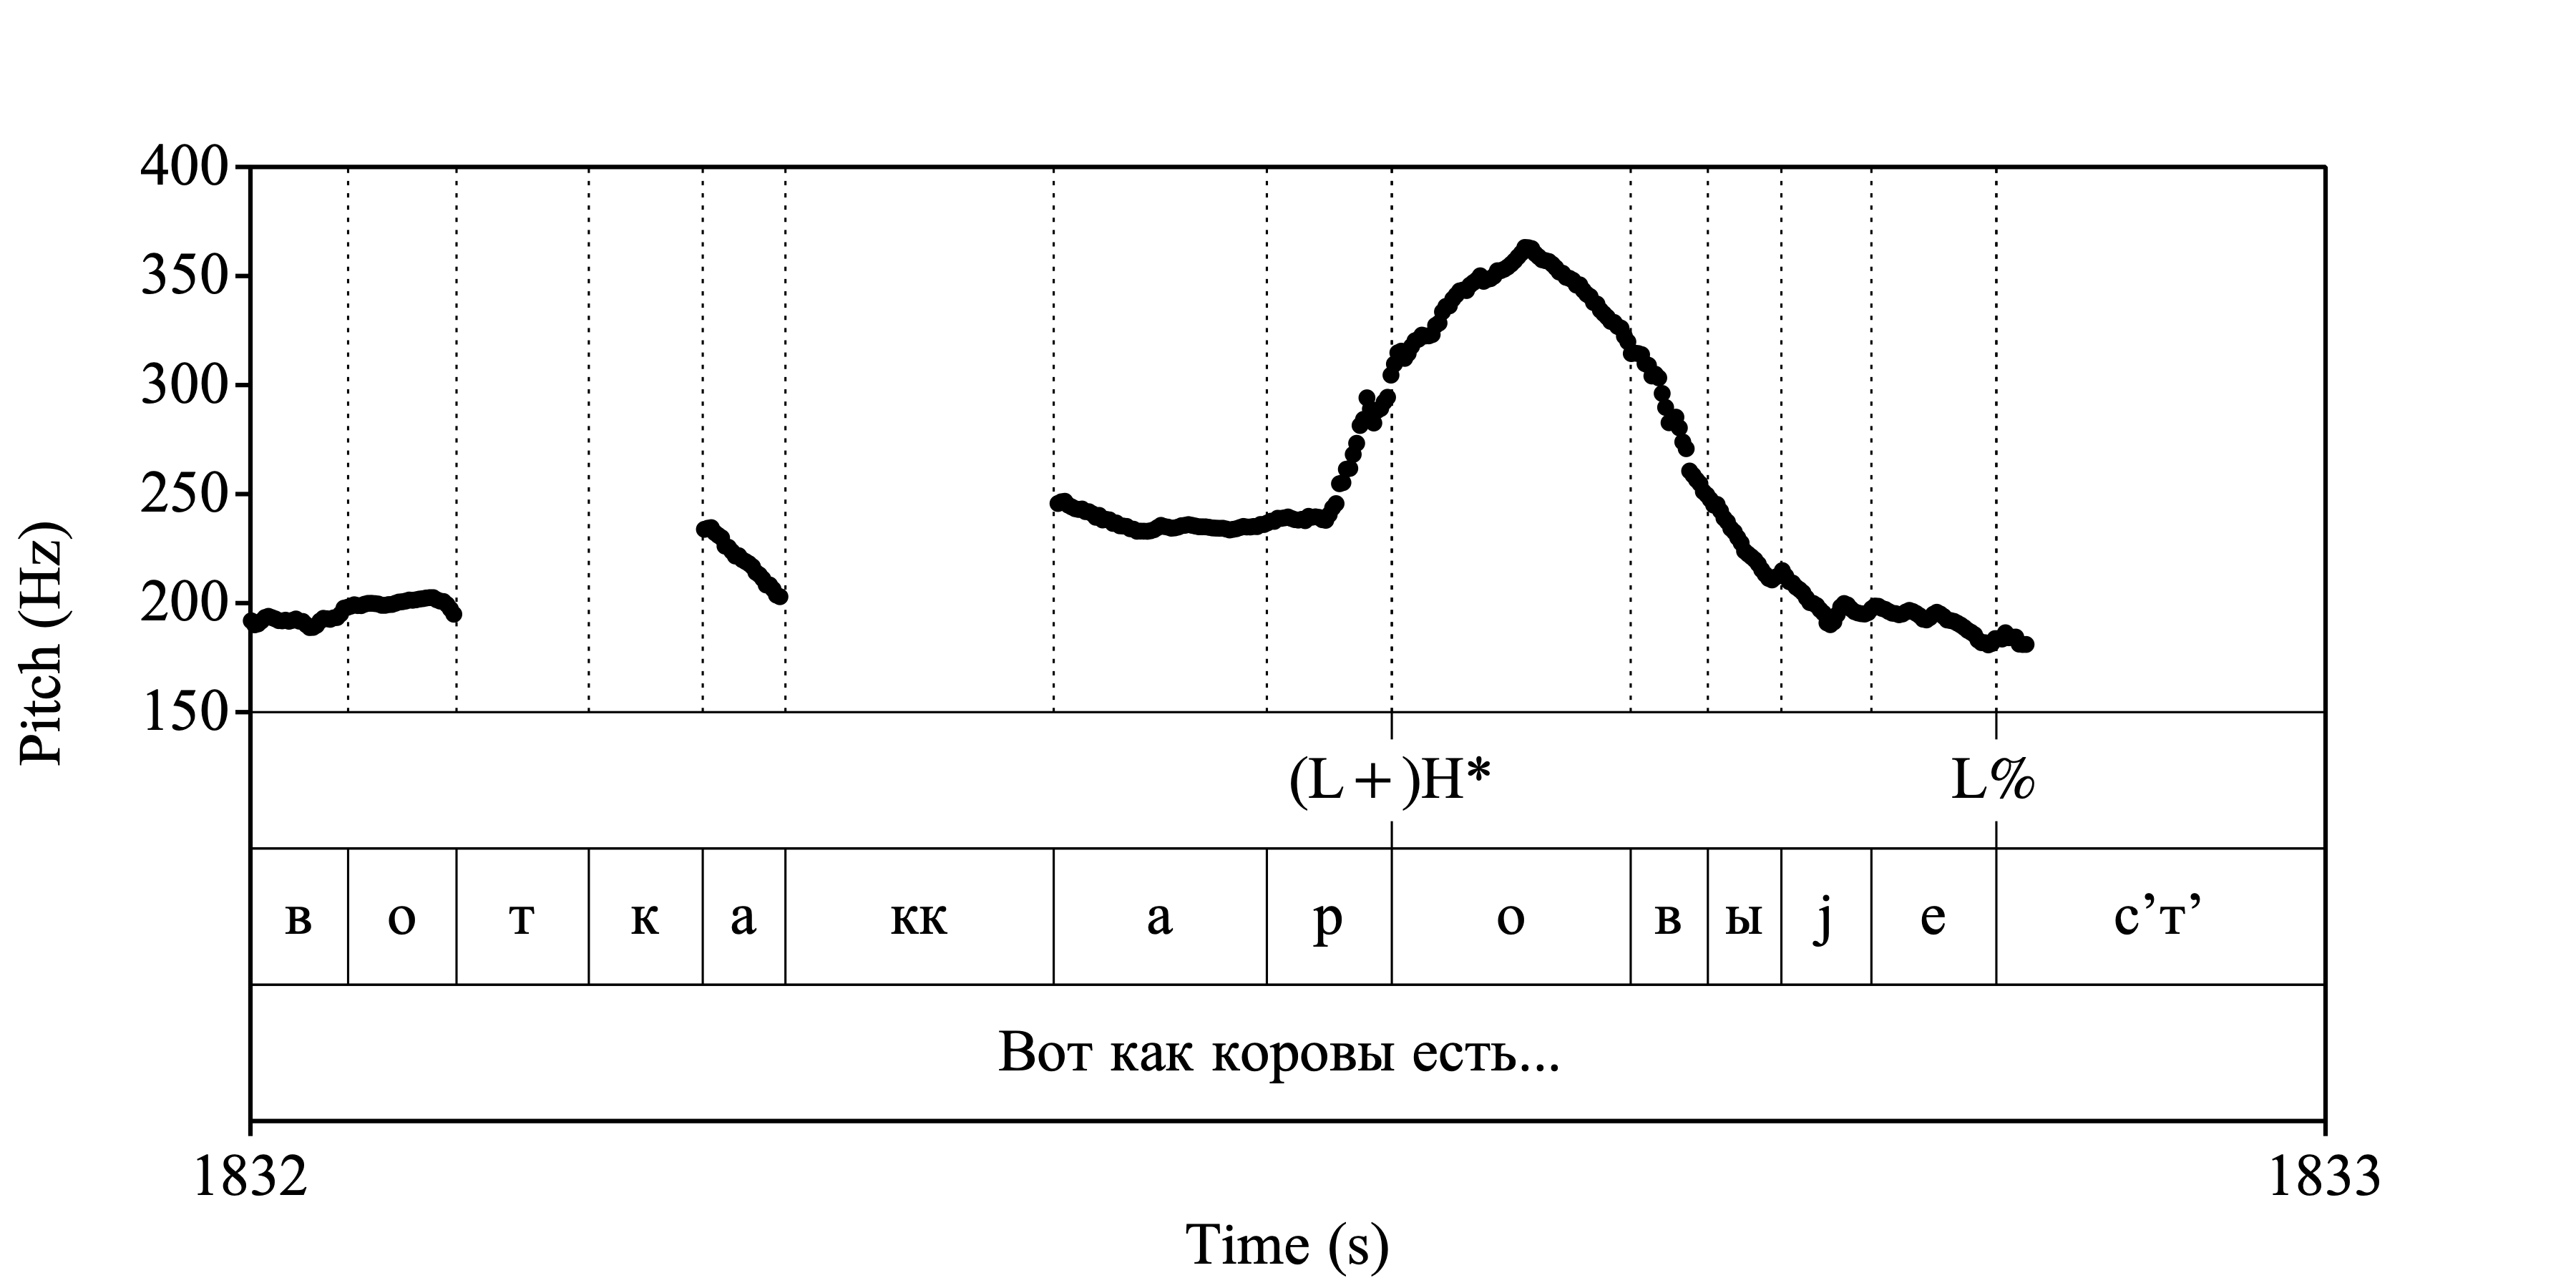 400
350
300
250
200
150
Pitch (Hz)
(L+)H* L%
в о т к а кк а р о в ы j е с’т’
Вот как коровы есть...
1832 1833
Time (s)